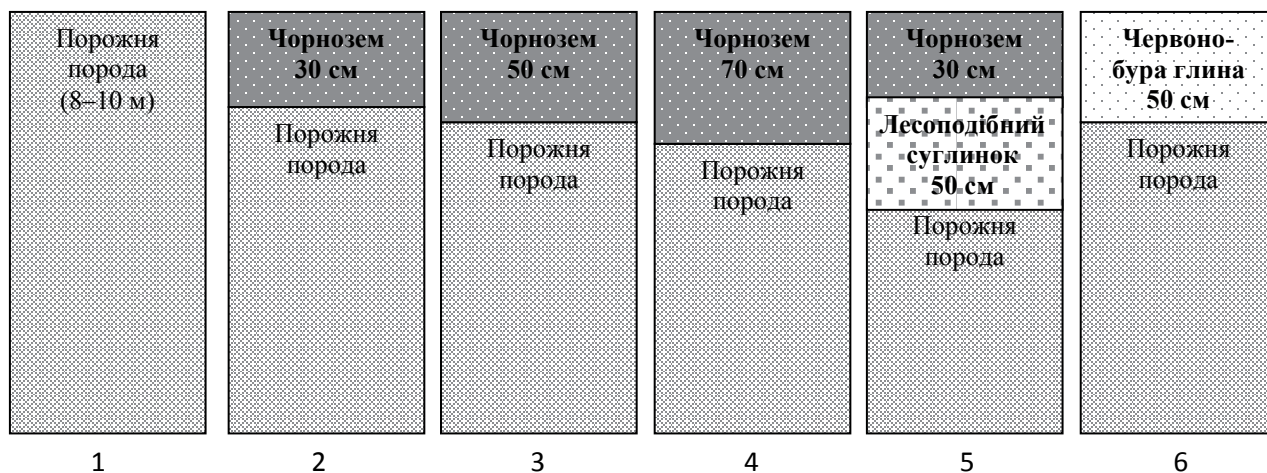 Порожня
порода
(8–10 м)
Чорнозем
30 см
Порожня
порода
Чорнозем
50 см
Порожня
порода
Чорнозем
70 см
Порожня
порода
Чорнозем
30 см
Лесоподібний
суглинок
50 см
Порожня
порода
Червоно-
бура глина
50 см
Порожня
порода
1
2
3
4
5
6